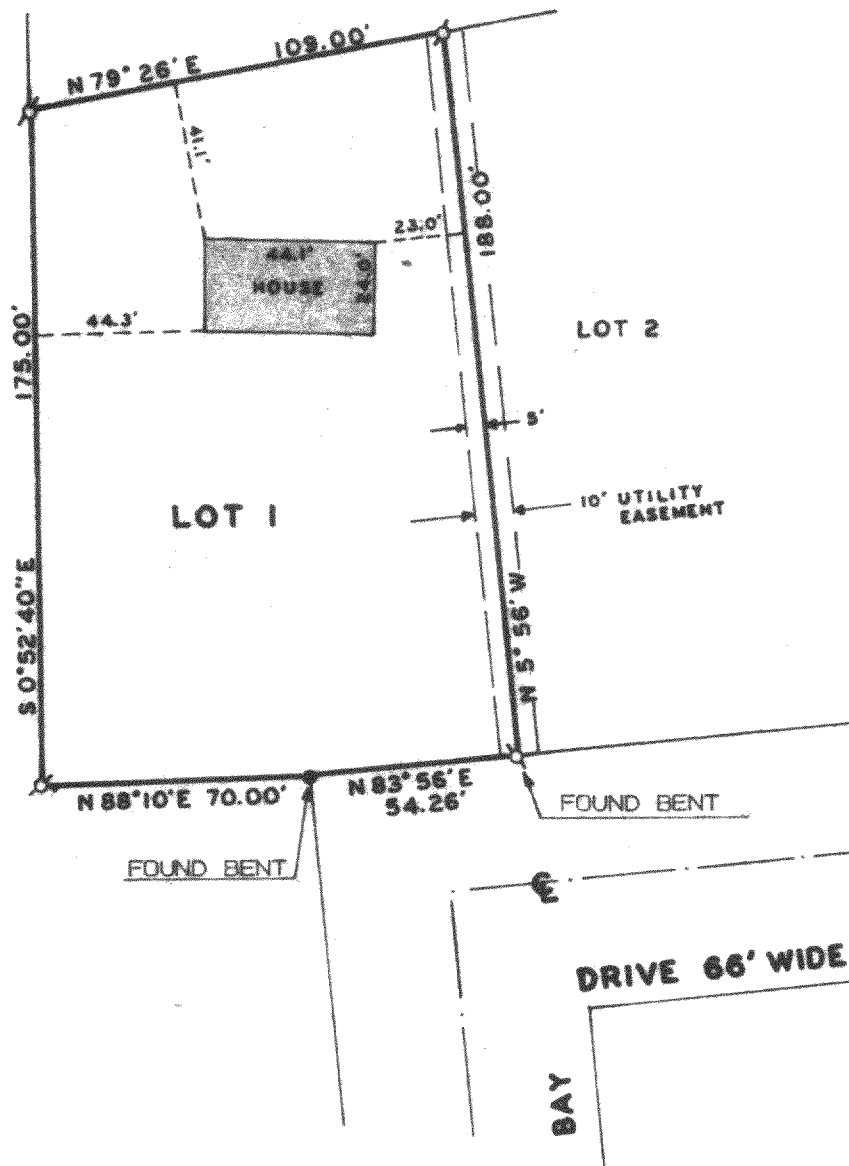 N 79° 26' E 109.00'
41.1'
23.0'
188.00'
44.1'
24.0'
HOUSE
44.3'
175.00'
LOT 2
5'
LOT 1
10' UTILITY
EASEMENT
S 0° 52' 40" E
N 5° 56' W
N 88° 10' E 70.00'
N 83° 56' E
54.26'
FOUND BENT
FOUND BENT
℄
DRIVE 66' WIDE
BAY